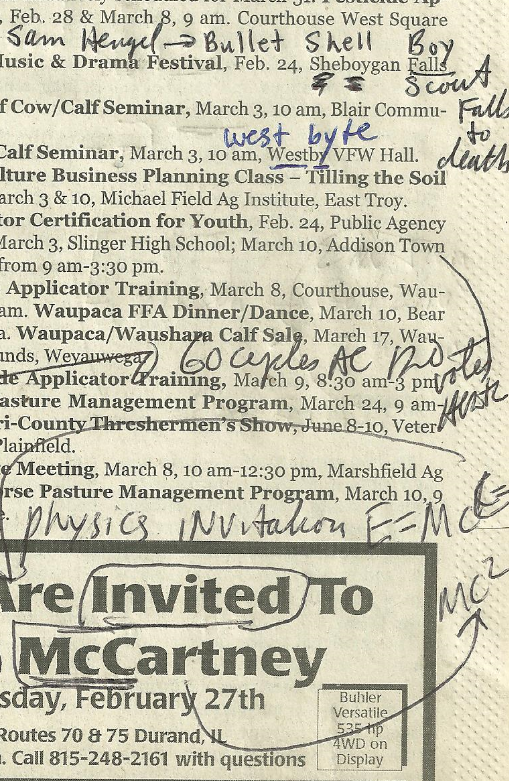 , Feb. 28 & March 8, 9 am. Courthouse West Square
Sam Hengel → Bullet Shell Boy
Music & Drama Festival, Feb. 24, Sheboygan Falls
Scout
f Cow/Calf Seminar, March 3, 10 am, Blair Commu-
Falls
to
death
west byte
Calf Seminar, March 3, 10 am, Westby VFW Hall.
lture Business Planning Class – Tilling the Soil
arch 3 & 10, Michael Field Ag Institute, East Troy.
tor Certification for Youth, Feb. 24, Public Agency
March 3, Slinger High School; March 10, Addison Town
from 9 am-3:30 pm.
Applicator Training, March 8, Courthouse, Wau-
am. Waupaca FFA Dinner/Dance, March 10, Bear
a. Waupaca/Waushara Calf Sale, March 17, Wau-
unds, Weyauwega
60 cycles AC
de Applicator Training, March 9, 8:30 am-3 pm
asture Management Program, March 24, 9 am-
ri-County Threshermen's Show, June 8-10, Veter
Plainfield.
e Meeting, March 8, 10 am-12:30 pm, Marshfield Ag
orse Pasture Management Program, March 10, 9
physics invitation E=MC
Are Invited To
MC²
McCartney
sday, February 27th
Routes 70 & 75 Durand, IL
. Call 815-248-2161 with questions
Buhler
Versatile
535 hp
4WD on
Display